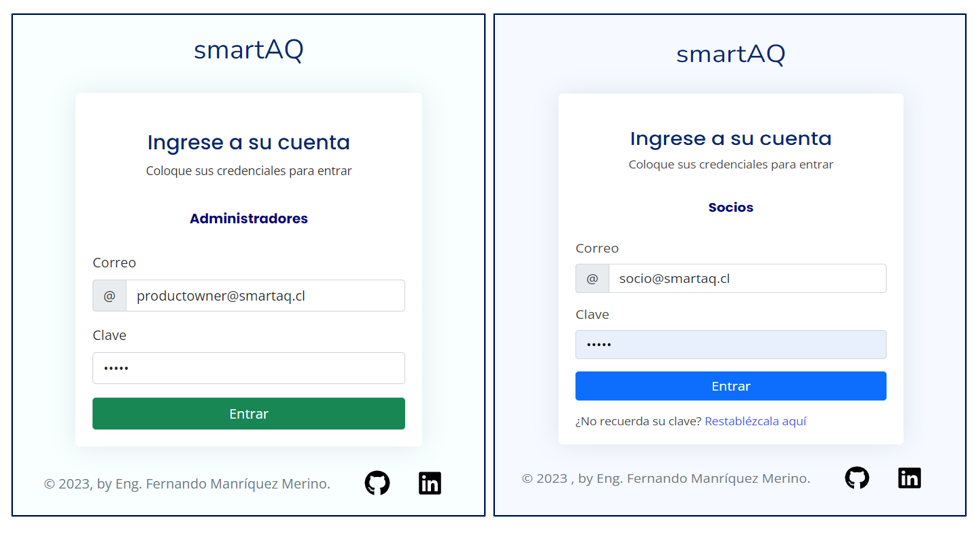 smartAQ
Ingrese a su cuenta
Coloque sus credenciales para entrar
Administradores
Correo
@ productowner@smartaq.cl
Clave
•••••
Entrar
© 2023, by Eng. Fernando Manríquez Merino.
smartAQ
Ingrese a su cuenta
Coloque sus credenciales para entrar
Socios
Correo
@ socio@smartaq.cl
Clave
•••••
Entrar
¿No recuerda su clave? Restablézcala aquí
© 2023 , by Eng. Fernando Manríquez Merino.